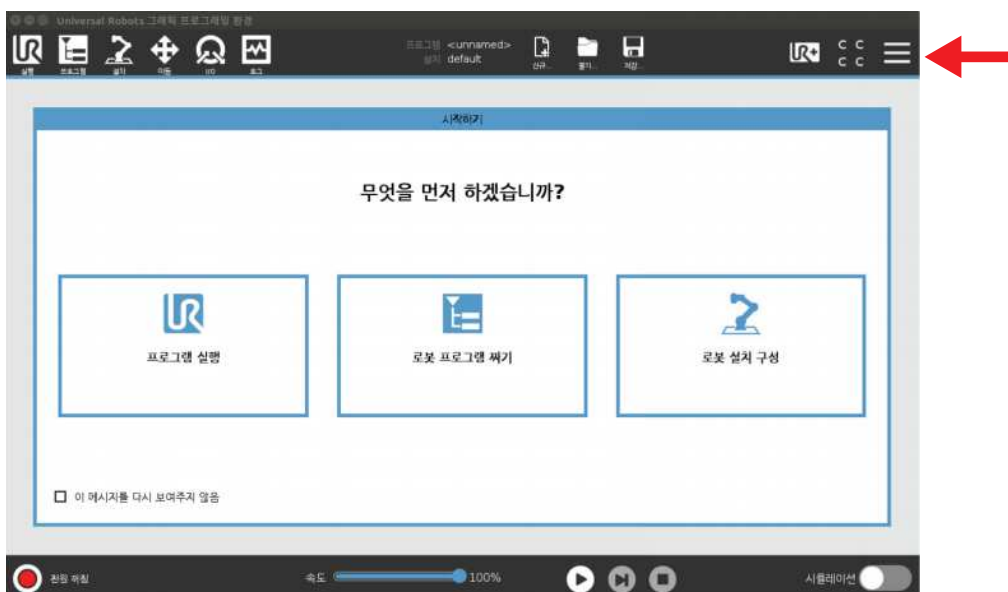 Universal Robots 그래픽 프로그래밍 환경
실행 프로그램 설치 이동 I/O 로그
프로그램 <unnamed>
설치 default
신규... 열기... 저장...
UR+
C C
C C
시작하기
무엇을 먼저 하겠습니까?
프로그램 실행
로봇 프로그램 짜기
로봇 설치 구성
이 메시지를 다시 보여주지 않음
전원 꺼짐
속도
100%
시뮬레이션